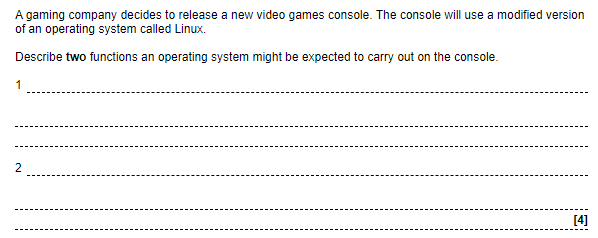 A gaming company decides to release a new video games console. The console will use a modified version
of an operating system called Linux.
Describe two functions an operating system might be expected to carry out on the console.
1
2
[4]